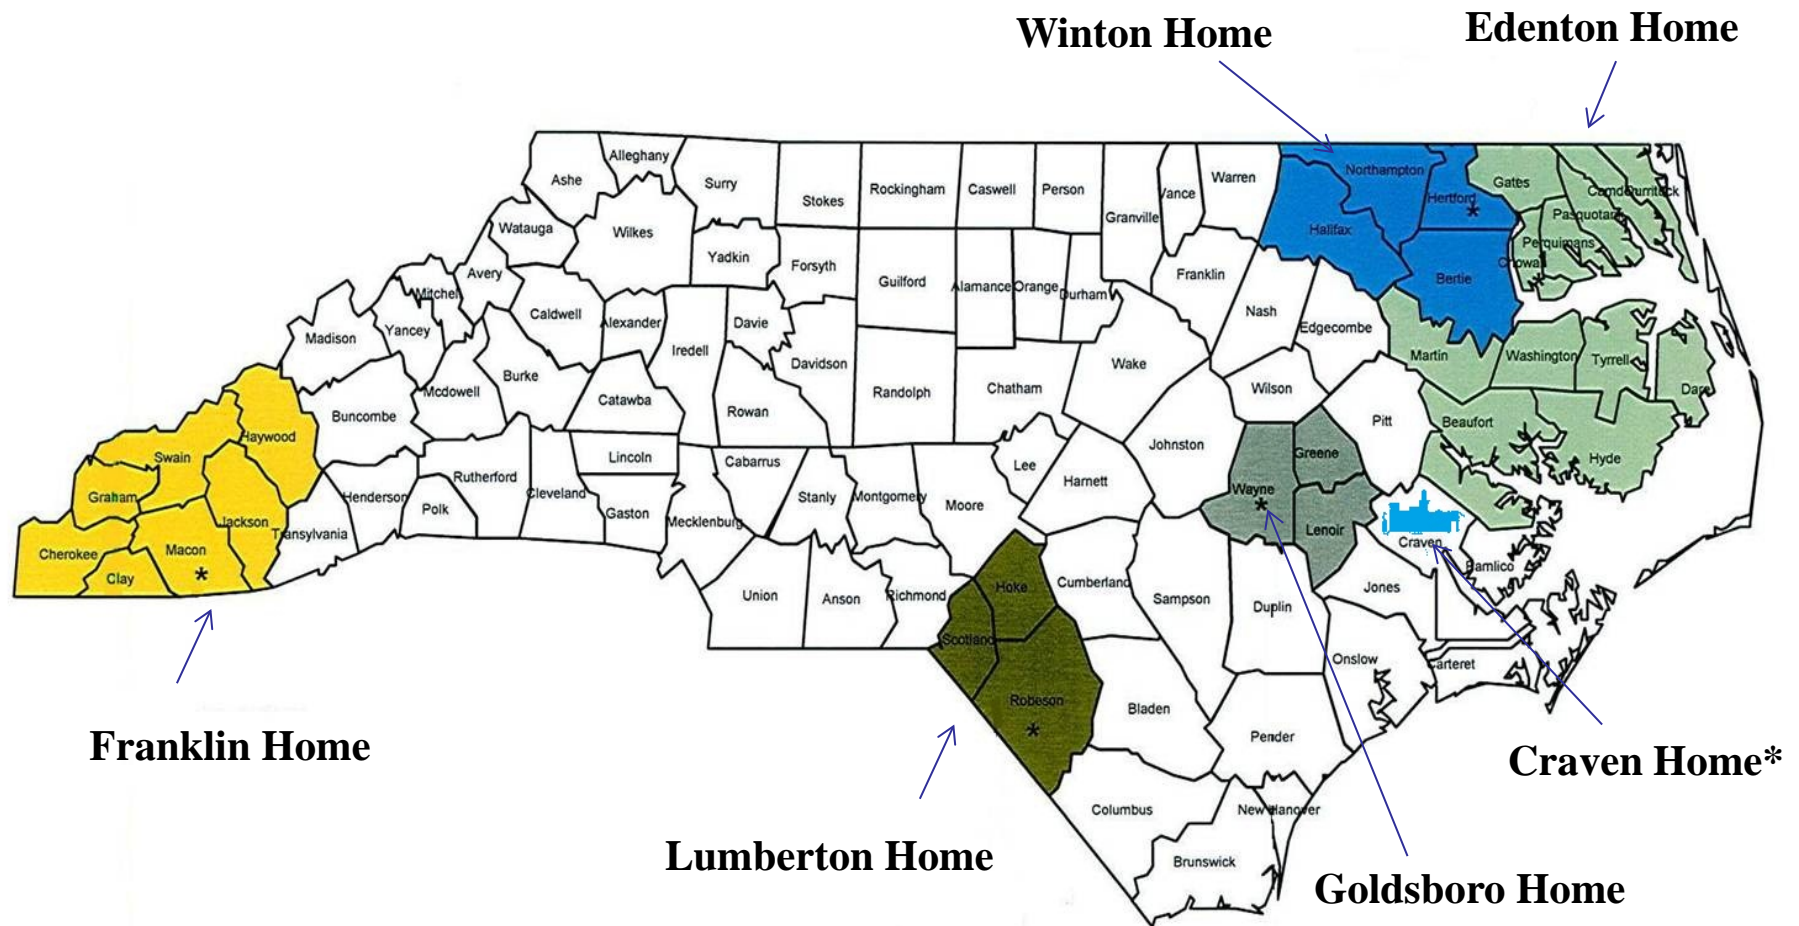 Winton Home
Edenton Home
Alleghany
Ashe
Surry
Stokes
Rockingham
Caswell
Person
Granville
Vance
Warren
Northampton
Hertford
*
Gates
Camd
Currituck
Pasquotan
Perquimans
Chowa
*
Halifax
Bertie
Watauga
Wilkes
Yadkin
Forsyth
Guilford
Alamance
Orange
Durham
Franklin
Nash
Edgecombe
Martin
Washington
Tyrrell
Dare
Avery
Mitchel
Yancey
Madison
Caldwell
Alexander
Iredell
Davie
Davidson
Randolph
Chatham
Wake
Wilson
Pitt
Beaufort
Hyde
Mcdowell
Burke
Catawba
Rowan
Buncombe
Haywood
Swain
Graham
Jackson
Macon
*
Cherokee
Clay
Transylvania
Henderson
Polk
Rutherford
Cleveland
Lincoln
Gaston
Mecklenburg
Cabarrus
Stanly
Montgomery
Moore
Lee
Harnett
Johnston
Wayne
*
Greene
Lenoir
Craven
Pamlico
Jones
Union
Anson
Richmond
Hoke
Scotland
Robeson
*
Cumberland
Sampson
Duplin
Onslow
Carteret
Bladen
Pender
Columbus
New Hanover
Brunswick
Franklin Home
Lumberton Home
Goldsboro Home
Craven Home*